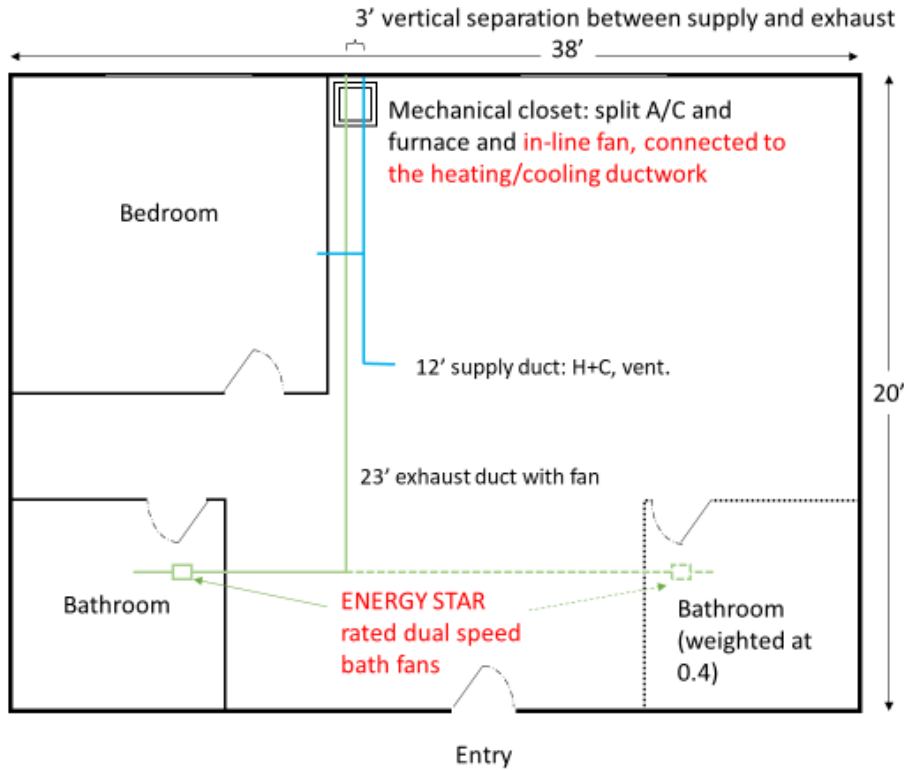 3’ vertical separation between supply and exhaust
38’
Mechanical closet: split A/C and
furnace and in-line fan, connected to
the heating/cooling ductwork
Bedroom
12’ supply duct: H+C, vent.
20’
23’ exhaust duct with fan
Bathroom
ENERGY STAR
rated dual speed
bath fans
Bathroom
(weighted at
0.4)
Entry